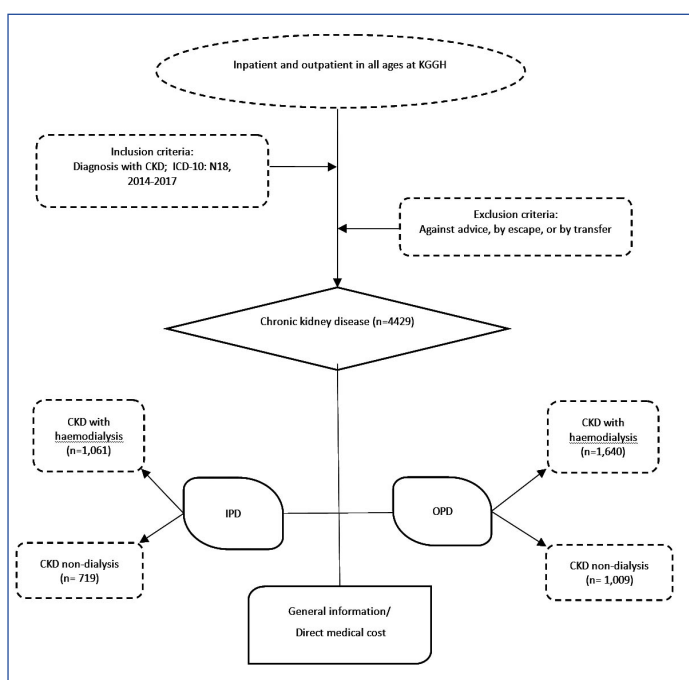 Inpatient and outpatient in all ages at KGGH
Inclusion criteria:
Diagnosis with CKD; ICD-10: N18,
2014-2017
Exclusion criteria:
Against advice, by escape, or by transfer
Chronic kidney disease (n=4429)
CKD with
haemodialysis
(n=1,061)
CKD with
haemodialysis
(n=1,640)
IPD
OPD
CKD non-dialysis
(n= 719)
CKD non-dialysis
(n= 1,009)
General information/
Direct medical cost